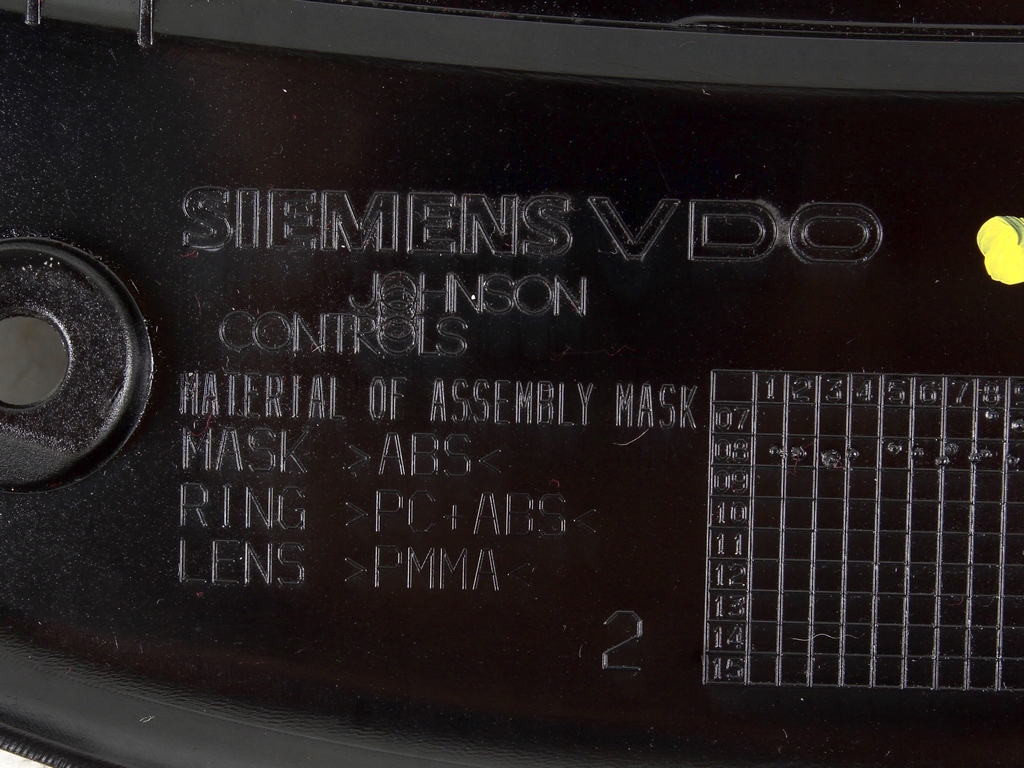 SIEMENS VDO
JOHNSON
CONTROLS
MATERIAL OF ASSEMBLY MASK
MASK >ABS<
RING >PC+ABS<
LENS >PMMA<
2
1 2 3 4 5 6 7 8 9
07
08
09
10
11
12
13
14
15